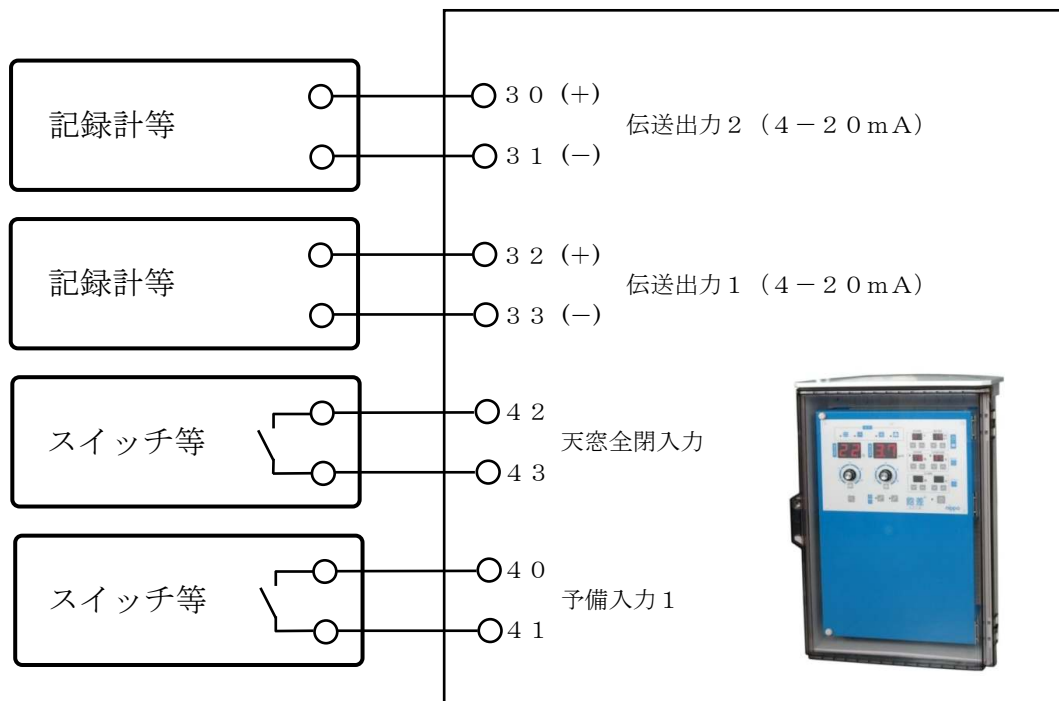 記録計等
３０ (+)
３１ (−)
伝送出力２（４－２０ｍＡ）
記録計等
３２ (+)
３３ (−)
伝送出力１（４－２０ｍＡ）
スイッチ等
４２
４３
天窓全閉入力
スイッチ等
４０
４１
予備入力１